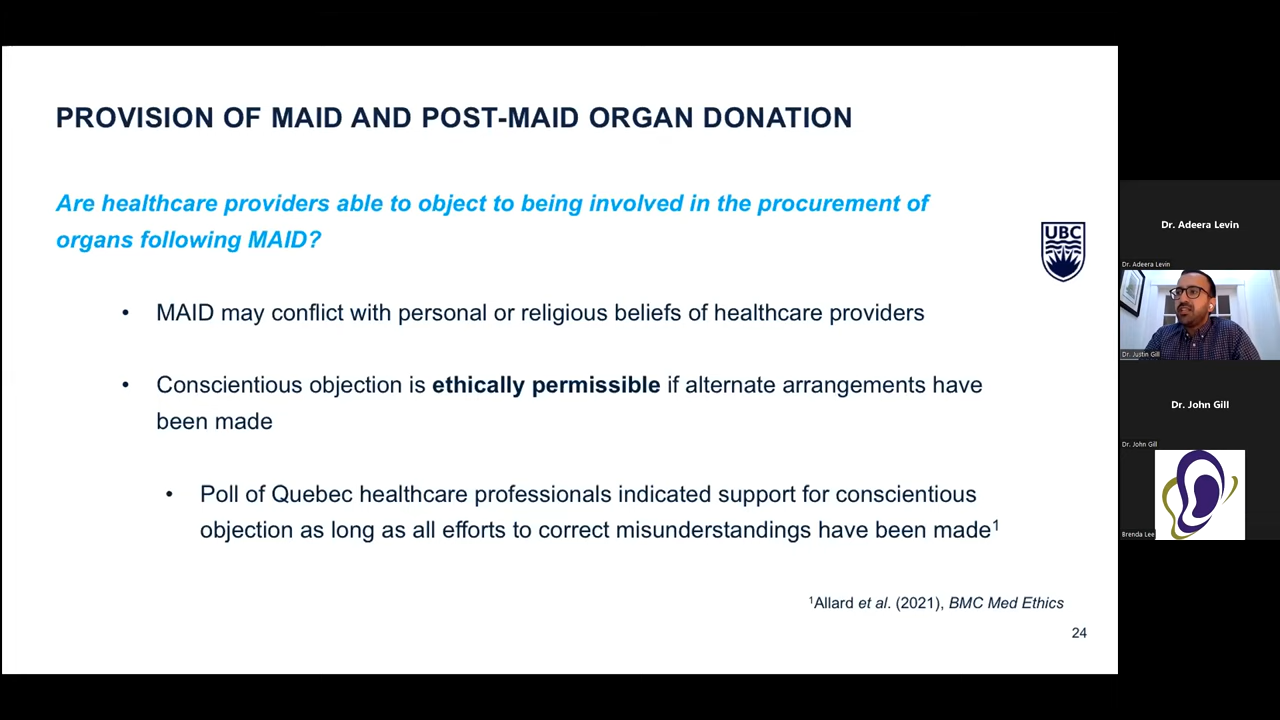 PROVISION OF MAID AND POST-MAID ORGAN DONATION
Are healthcare providers able to object to being involved in the procurement of
organs following MAID?
UBC
• MAID may conflict with personal or religious beliefs of healthcare providers
• Conscientious objection is ethically permissible if alternate arrangements have
been made
• Poll of Quebec healthcare professionals indicated support for conscientious
objection as long as all efforts to correct misunderstandings have been made¹
¹Allard et al. (2021), BMC Med Ethics
24
Dr. Adeera Levin
Dr. Adeera Levin
Dr. Justin Gill
Dr. John Gill
Dr. John Gill
Brenda Lee